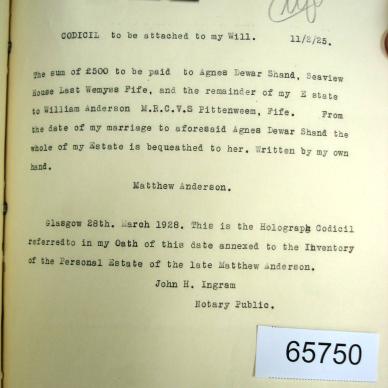 CODICIL to be attached to my Will. 11/2/25.
The sum of £500 to be paid to Agnes Dewar Shand, Seaview
House Last Wemyss Fife, and the remainder of my E state
to William Anderson M.R.C.V.S Pittenweem, Fife. From
the date of my marriage to aforesaid Agnes Dewar Shand the
whole of my Estate is bequeathed to her. Written by my own
hand.
Matthew Anderson.
Glasgow 28th. March 1928. This is the Holograph Codicil
referredto in my Oath of this date annexed to the Inventory
of the Personal Estate of the late Matthew Anderson.
John H. Ingram
Notary Public.
65750